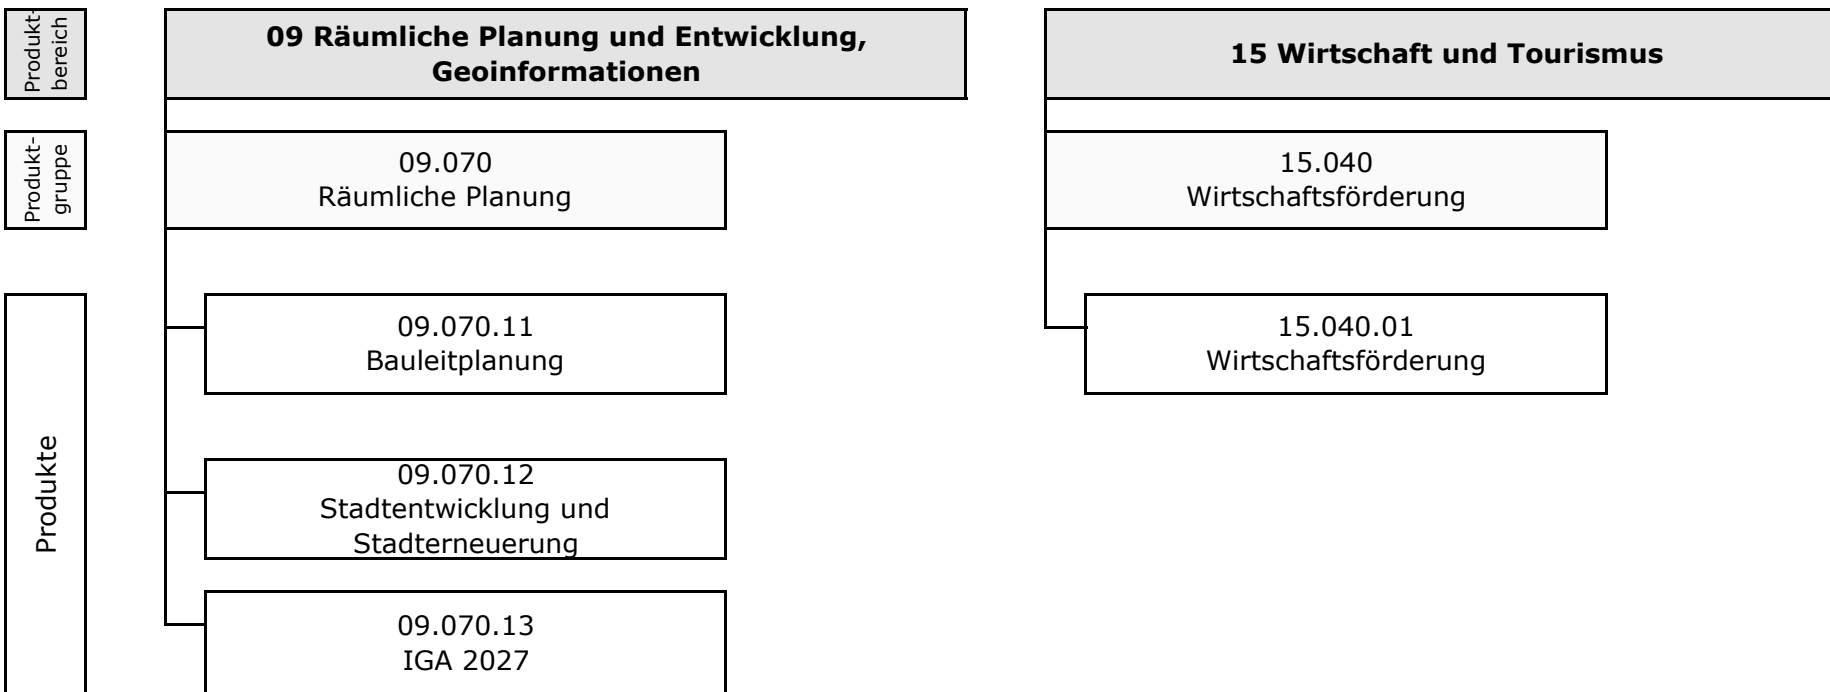 Produkt-
bereich
09 Räumliche Planung und Entwicklung,
Geoinformationen
15 Wirtschaft und Tourismus
Produkt-
gruppe
09.070
Räumliche Planung
15.040
Wirtschaftsförderung
Produkte
09.070.11
Bauleitplanung
15.040.01
Wirtschaftsförderung
09.070.12
Stadtentwicklung und
Stadterneuerung
09.070.13
IGA 2027